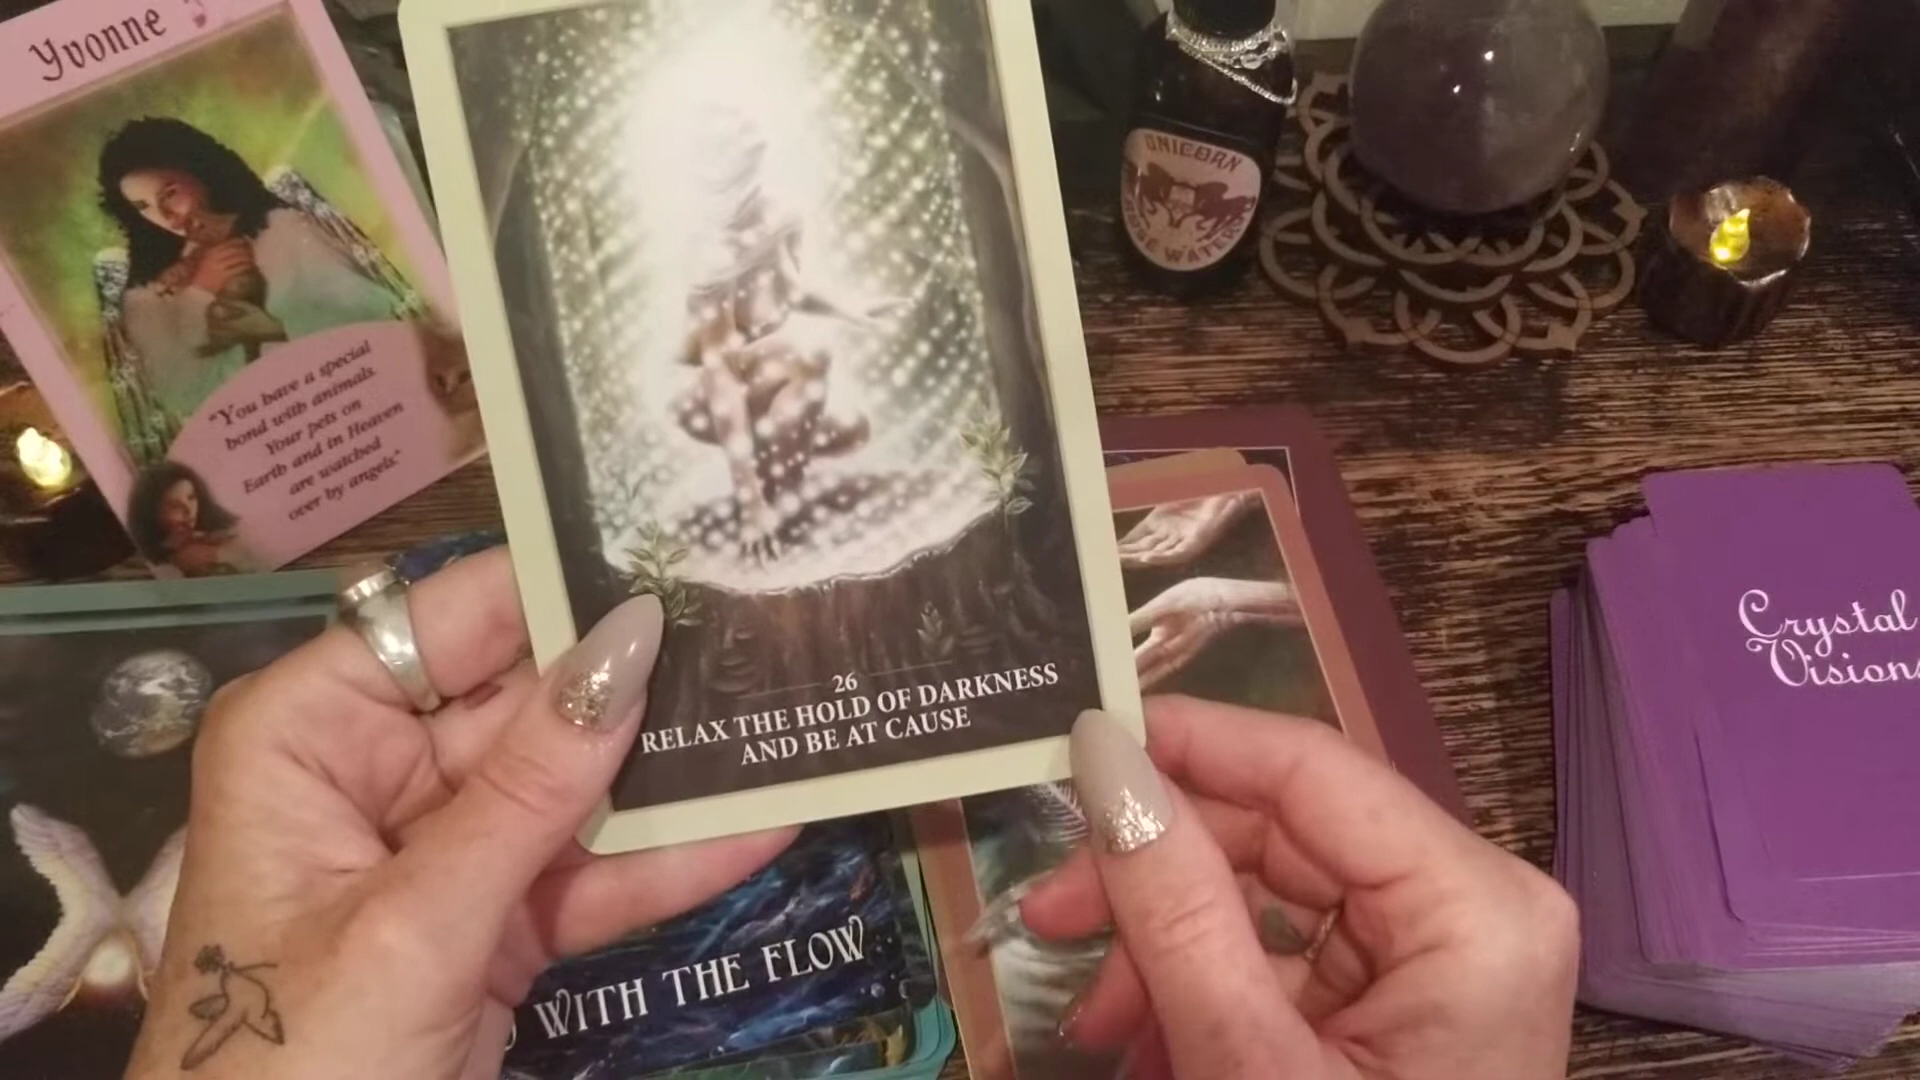 Yvonne
"You have a special
bond with animals.
Your pets on
Earth and in Heaven
are watched
over by angels."
UNICORN
ROSE WATER
26
RELAX THE HOLD OF DARKNESS
AND BE AT CAUSE
WITH THE FLOW
Crystal
Visions